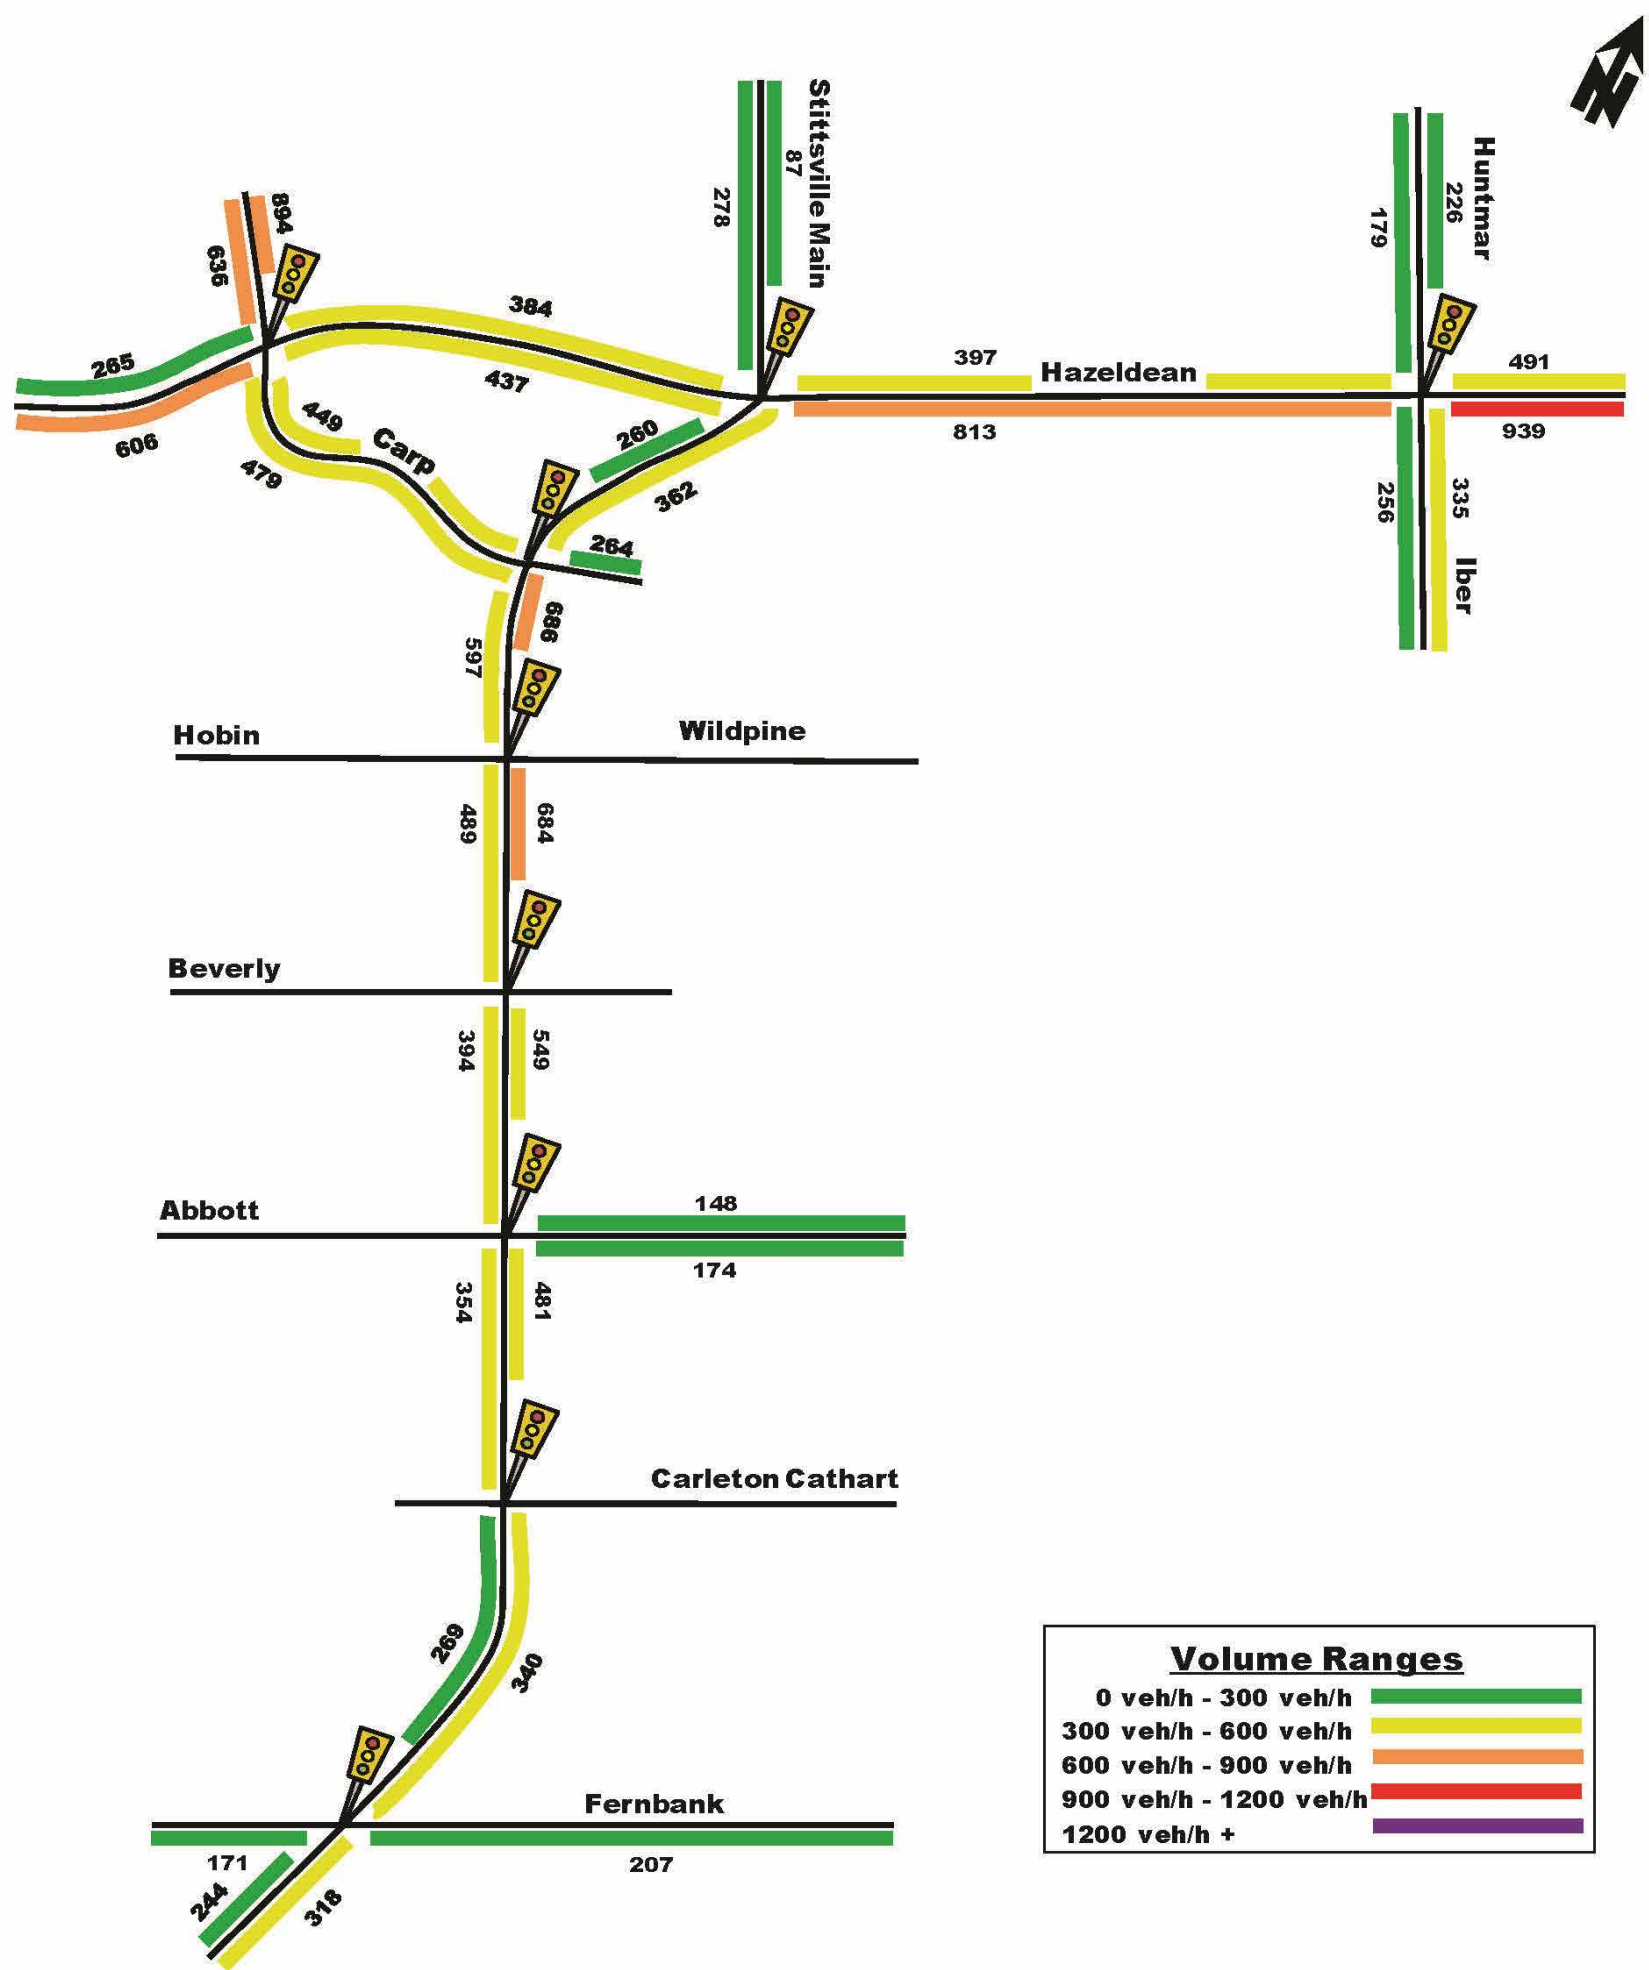 N
Stittsville Main
87
278
Huntmar
226
179
894
636
384
437
265
606
449
479
Carp
397
Hazeldean
491
813
939
260
362
256
335
Iber
264
686
597
Hobin
Wildpine
489
684
Beverly
394
549
Abbott
148
174
354
481
Carleton Cathart
269
340
Fernbank
171
207
244
318
Volume Ranges
0 veh/h - 300 veh/h
300 veh/h - 600 veh/h
600 veh/h - 900 veh/h
900 veh/h - 1200 veh/h
1200 veh/h +